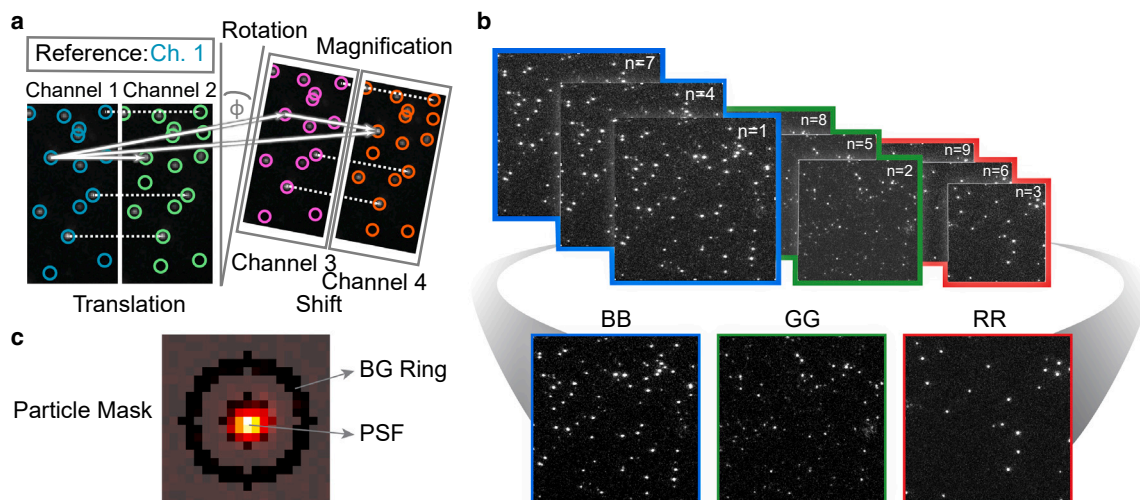 a
Reference: Ch. 1
Rotation
Magnification
Channel 1
Channel 2
ϕ
Channel 3
Channel 4
Translation
Shift
b
n=7
n=4
n=1
n=8
n=5
n=2
n=9
n=6
n=3
BB
GG
RR
c
Particle Mask
BG Ring
PSF